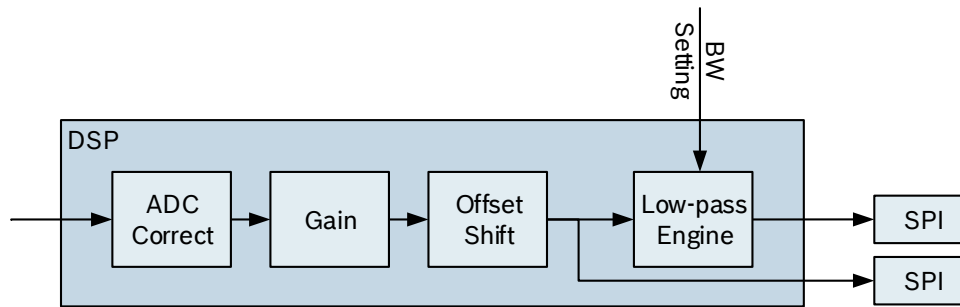 BW
Setting
DSP
ADC
Correct
Gain
Offset
Shift
Low-pass
Engine
SPI
SPI